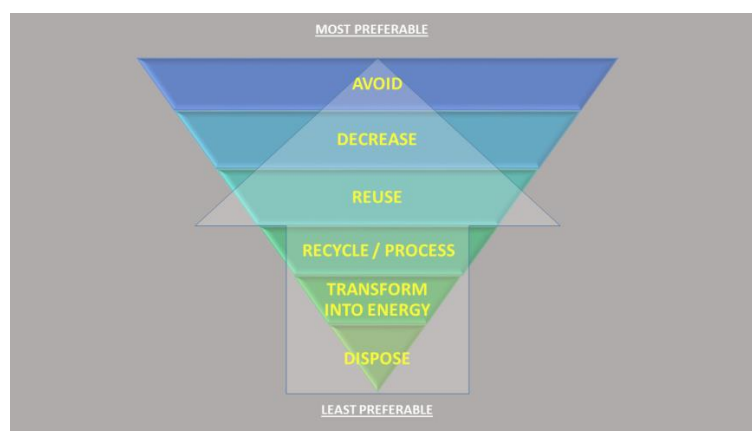 MOST PREFERABLE
AVOID
DECREASE
REUSE
RECYCLE / PROCESS
TRANSFORM
INTO ENERGY
DISPOSE
LEAST PREFERABLE